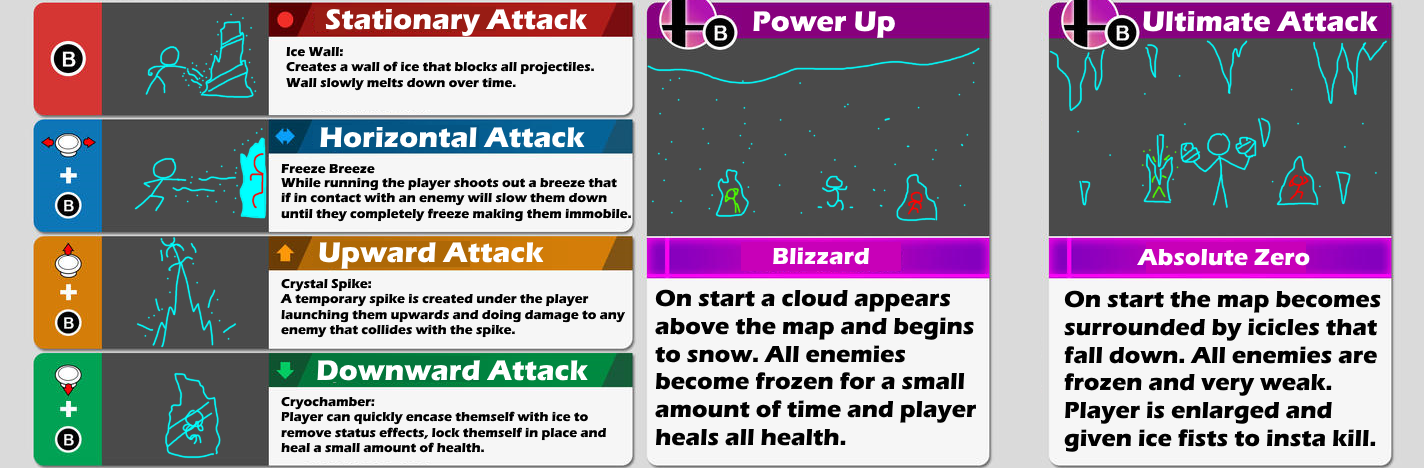 B
Stationary Attack
Ice Wall:
Creates a wall of ice that blocks all projectiles.
Wall slowly melts down over time.
+
B
Horizontal Attack
Freeze Breeze
While running the player shoots out a breeze that
if in contact with an enemy will slow them down
until they completely freeze making them immobile.
+
B
Upward Attack
Crystal Spike:
A temporary spike is created under the player
launching them upwards and doing damage to any
enemy that collides with the spike.
+
B
Downward Attack
Cryochamber:
Player can quickly encase themself with ice to
remove status effects, lock themself in place and
heal a small amount of health.
B
Power Up
Blizzard
On start a cloud appears
above the map and begins
to snow. All enemies
become frozen for a small
amount of time and player
heals all health.
B
Ultimate Attack
Absolute Zero
On start the map becomes
surrounded by icicles that
fall down. All enemies are
frozen and very weak.
Player is enlarged and
given ice fists to insta kill.